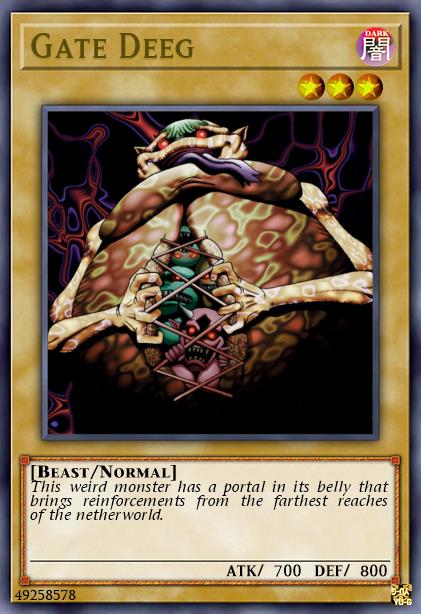 GATE DEEG
DARK
闇
[BEAST/NORMAL]
This weird monster has a portal in its belly that
brings reinforcements from the farthest reaches
of the netherworld.
ATK/ 700 DEF/ 800
49258578